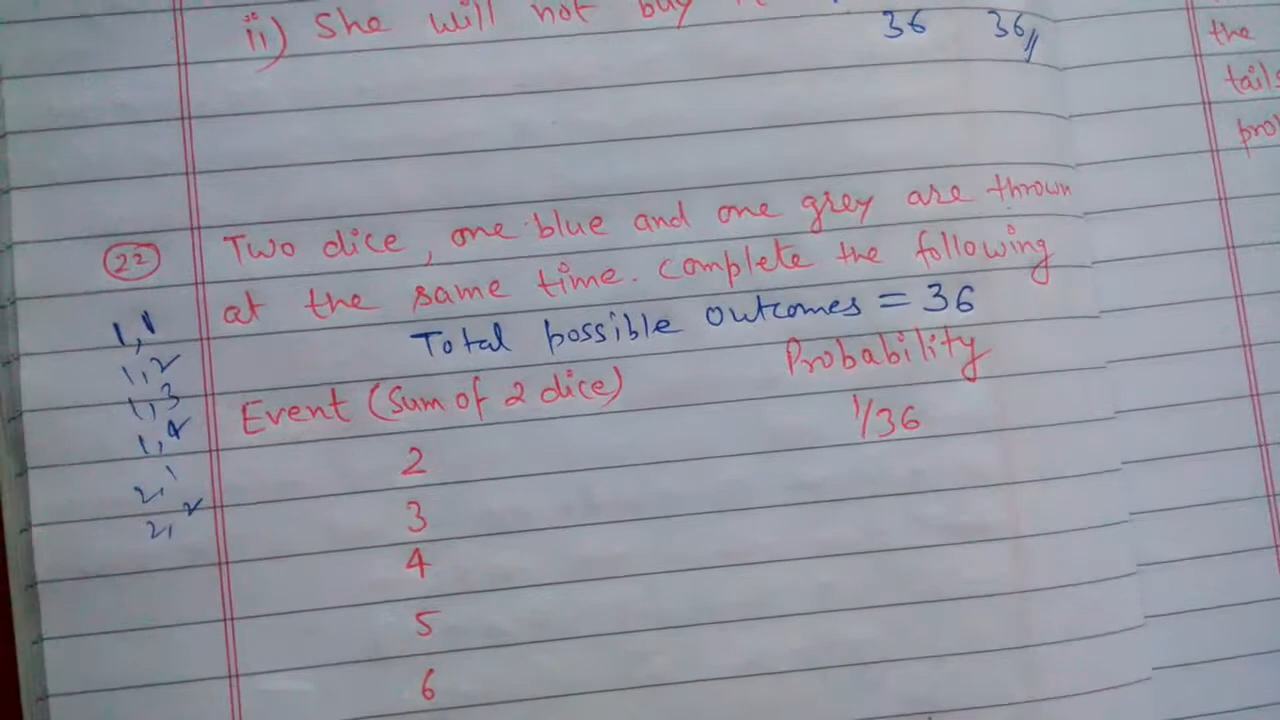 ii) She will not buy it
36 36//
the
tails
pro
22 Two dice, one blue and one grey are thrown
at the same time. Complete the following
Total possible outcomes = 36
Event (Sum of 2 dice) Probability
2 1/36
3
4
5
6
1,1
1,2
1,3
1,4
2,1
2,2